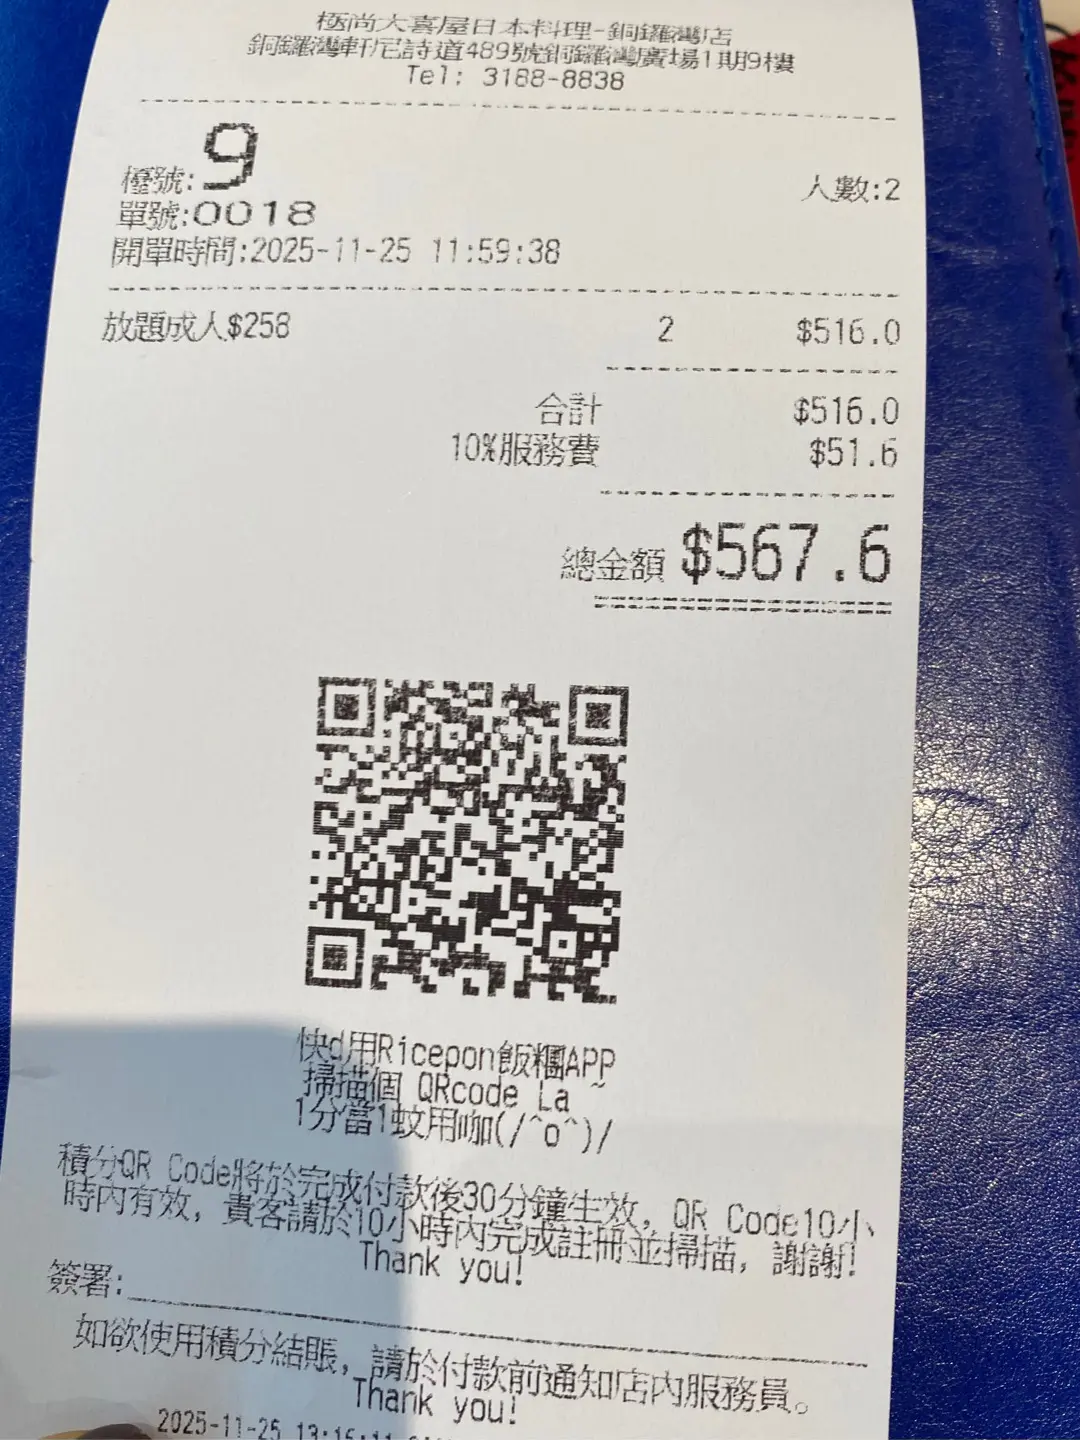 極尚大喜屋日本料理-銅鑼灣店
銅鑼灣軒尼詩道489號銅鑼灣廣場1期9樓
Tel: 3188-8838
檯號:9
人數:2
單號:0018
開單時間:2025-11-25 11:59:38
放題成人$258 2 $516.0
合計 $516.0
10%服務費 $51.6
總金額 $567.6
快d用Ricepon飯糰APP
掃描個 QRcode La ~
1分當1蚊用咖(/^o^)/
積分QR Code將於完成付款後30分鐘生效, QR Code10小
時內有效, 貴客請於10小時內完成註冊並掃描, 謝謝!
Thank you!
簽署:
如欲使用積分結賬, 請於付款前通知店內服務員。
Thank you!
2025-11-25 13:15:11